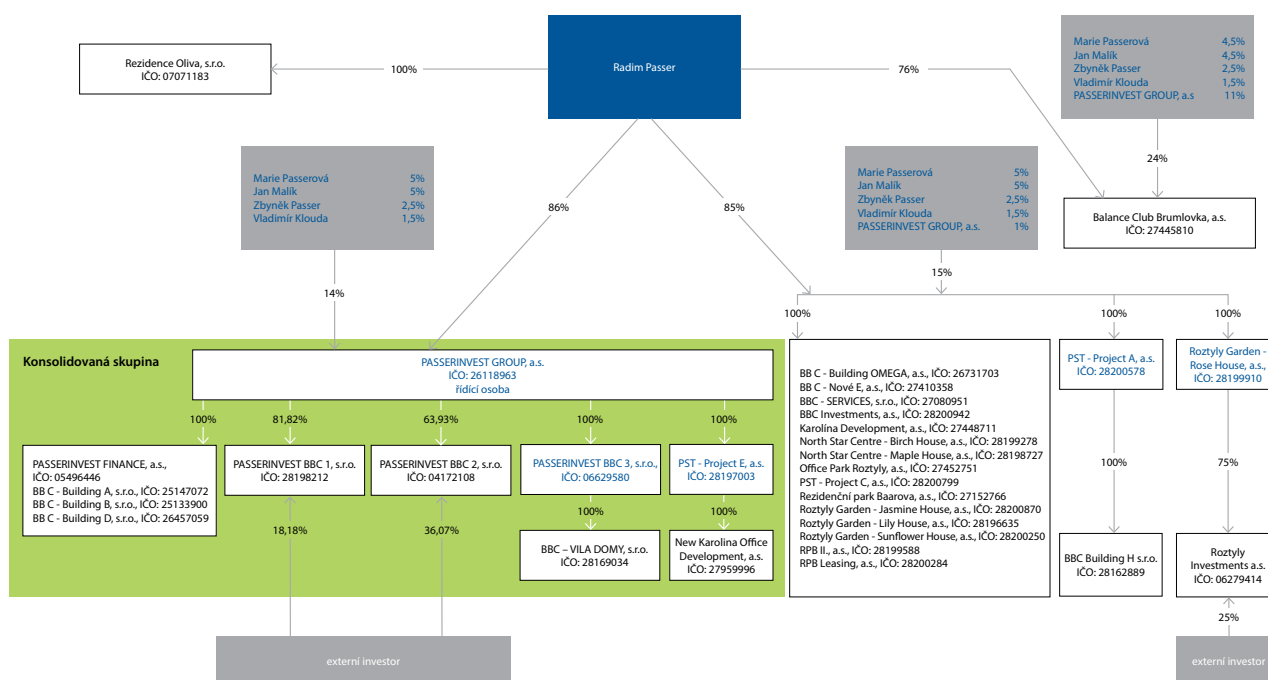 Rezidence Oliva, s.r.o.
IČO: 07071183
100%
Radim Passer
76%
Marie Passerová 4,5%
Jan Malík 4,5%
Zbyněk Passer 2,5%
Vladimír Klouda 1,5%
PASSERINVEST GROUP, a.s 11%
24%
Balance Club Brumlovka, a.s.
IČO: 27445810
Marie Passerová 5%
Jan Malík 5%
Zbyněk Passer 2,5%
Vladimír Klouda 1,5%
14%
86%
85%
Marie Passerová 5%
Jan Malík 5%
Zbyněk Passer 2,5%
Vladimír Klouda 1,5%
PASSERINVEST GROUP, a.s. 1%
15%
100%
100%
100%
Konsolidovaná skupina
PASSERINVEST GROUP, a.s.
IČO: 26118963
řídící osoba
100%
81,82%
63,93%
100%
100%
PASSERINVEST FINANCE, a.s.,
IČO: 05496446
BB C - Building A, s.r.o., IČO: 25147072
BB C - Building B, s.r.o., IČO: 25133900
BB C - Building D, s.r.o., IČO: 26457059
PASSERINVEST BBC 1, s.r.o.
IČO: 28198212
PASSERINVEST BBC 2, s.r.o.
IČO: 04172108
PASSERINVEST BBC 3, s.r.o.,
IČO: 06629580
PST - Project E, a.s.
IČO: 28197003
18,18%
36,07%
100%
100%
BBC – VILA DOMY, s.r.o.
IČO: 28169034
New Karolina Office
Development, a.s.
IČO: 27959996
BB C - Building OMEGA, a.s., IČO: 26731703
BB C - Nové E, a.s., IČO: 27410358
BBC - SERVICES, s.r.o., IČO: 27080951
BBC Investments, a.s., IČO: 28200942
Karolína Development, a.s., IČO: 27448711
North Star Centre - Birch House, a.s., IČO: 28199278
North Star Centre - Maple House, a.s., IČO: 28198727
Office Park Roztyly, a.s., IČO: 27452751
PST - Project C, a.s., IČO: 28200799
Rezidenční park Baarova, a.s., IČO: 27152766
Roztyly Garden - Jasmine House, a.s., IČO: 28200870
Roztyly Garden - Lily House, a.s., IČO: 28196635
Roztyly Garden - Sunflower House, a.s., IČO: 28200250
RPB II., a.s., IČO: 28199588
RPB Leasing, a.s., IČO: 28200284
PST - Project A, a.s.
IČO: 28200578
100%
BBC Building H s.r.o.
IČO: 28162889
Roztyly Garden -
Rose House, a.s.,
IČO: 28199910
75%
Roztyly
Investments a.s.
IČO: 06279414
25%
externí investor
externí investor